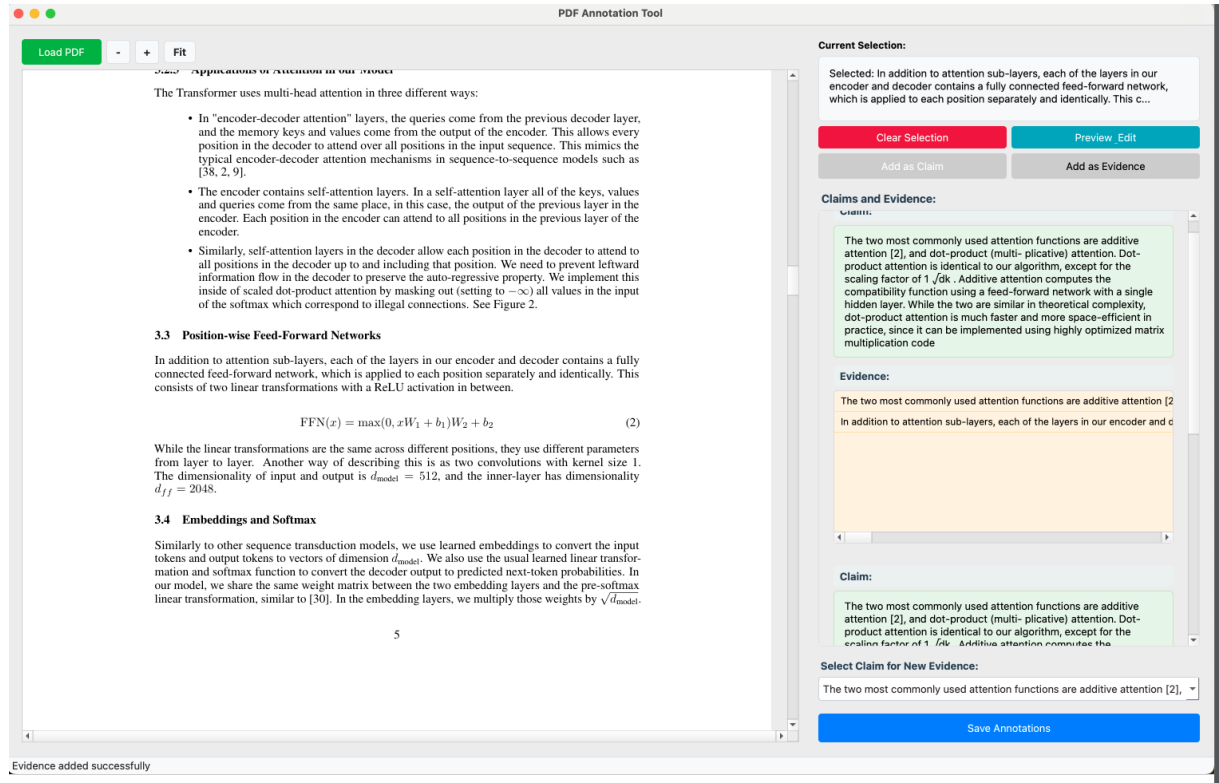 PDF Annotation Tool
Load PDF - + Fit
3.2.3 Applications of Attention in our Model
The Transformer uses multi-head attention in three different ways:
• In "encoder-decoder attention" layers, the queries come from the previous decoder layer,
and the memory keys and values come from the output of the encoder. This allows every
position in the decoder to attend over all positions in the input sequence. This mimics the
typical encoder-decoder attention mechanisms in sequence-to-sequence models such as
[38, 2, 9].
• The encoder contains self-attention layers. In a self-attention layer all of the keys, values
and queries come from the same place, in this case, the output of the previous layer in the
encoder. Each position in the encoder can attend to all positions in the previous layer of the
encoder.
• Similarly, self-attention layers in the decoder allow each position in the decoder to attend to
all positions in the decoder up to and including that position. We need to prevent leftward
information flow in the decoder to preserve the auto-regressive property. We implement this
inside of scaled dot-product attention by masking out (setting to −∞) all values in the input
of the softmax which correspond to illegal connections. See Figure 2.
3.3 Position-wise Feed-Forward Networks
In addition to attention sub-layers, each of the layers in our encoder and decoder contains a fully
connected feed-forward network, which is applied to each position separately and identically. This
consists of two linear transformations with a ReLU activation in between.
FFN(x) = max(0, xW₁ + b₁)W₂ + b₂ (2)
While the linear transformations are the same across different positions, they use different parameters
from layer to layer. Another way of describing this is as two convolutions with kernel size 1.
The dimensionality of input and output is d_model = 512, and the inner-layer has dimensionality
d_ff = 2048.
3.4 Embeddings and Softmax
Similarly to other sequence transduction models, we use learned embeddings to convert the input
tokens and output tokens to vectors of dimension d_model. We also use the usual learned linear transfor-
mation and softmax function to convert the decoder output to predicted next-token probabilities. In
our model, we share the same weight matrix between the two embedding layers and the pre-softmax
linear transformation, similar to [30]. In the embedding layers, we multiply those weights by √d_model.
5
Current Selection:
Selected: In addition to attention sub-layers, each of the layers in our
encoder and decoder contains a fully connected feed-forward network,
which is applied to each position separately and identically. This c...
Clear Selection Preview_Edit
Add as Claim Add as Evidence
Claims and Evidence:
Claim:
The two most commonly used attention functions are additive
attention [2], and dot-product (multi- plicative) attention. Dot-
product attention is identical to our algorithm, except for the
scaling factor of 1 √dk . Additive attention computes the
compatibility function using a feed-forward network with a single
hidden layer. While the two are similar in theoretical complexity,
dot-product attention is much faster and more space-efficient in
practice, since it can be implemented using highly optimized matrix
multiplication code
Evidence:
The two most commonly used attention functions are additive attention [2
In addition to attention sub-layers, each of the layers in our encoder and d
Claim:
The two most commonly used attention functions are additive
attention [2], and dot-product (multi- plicative) attention. Dot-
product attention is identical to our algorithm, except for the
scaling factor of 1 √dk . Additive attention computes the
Select Claim for New Evidence:
The two most commonly used attention functions are additive attention [2],
Save Annotations
Evidence added successfully